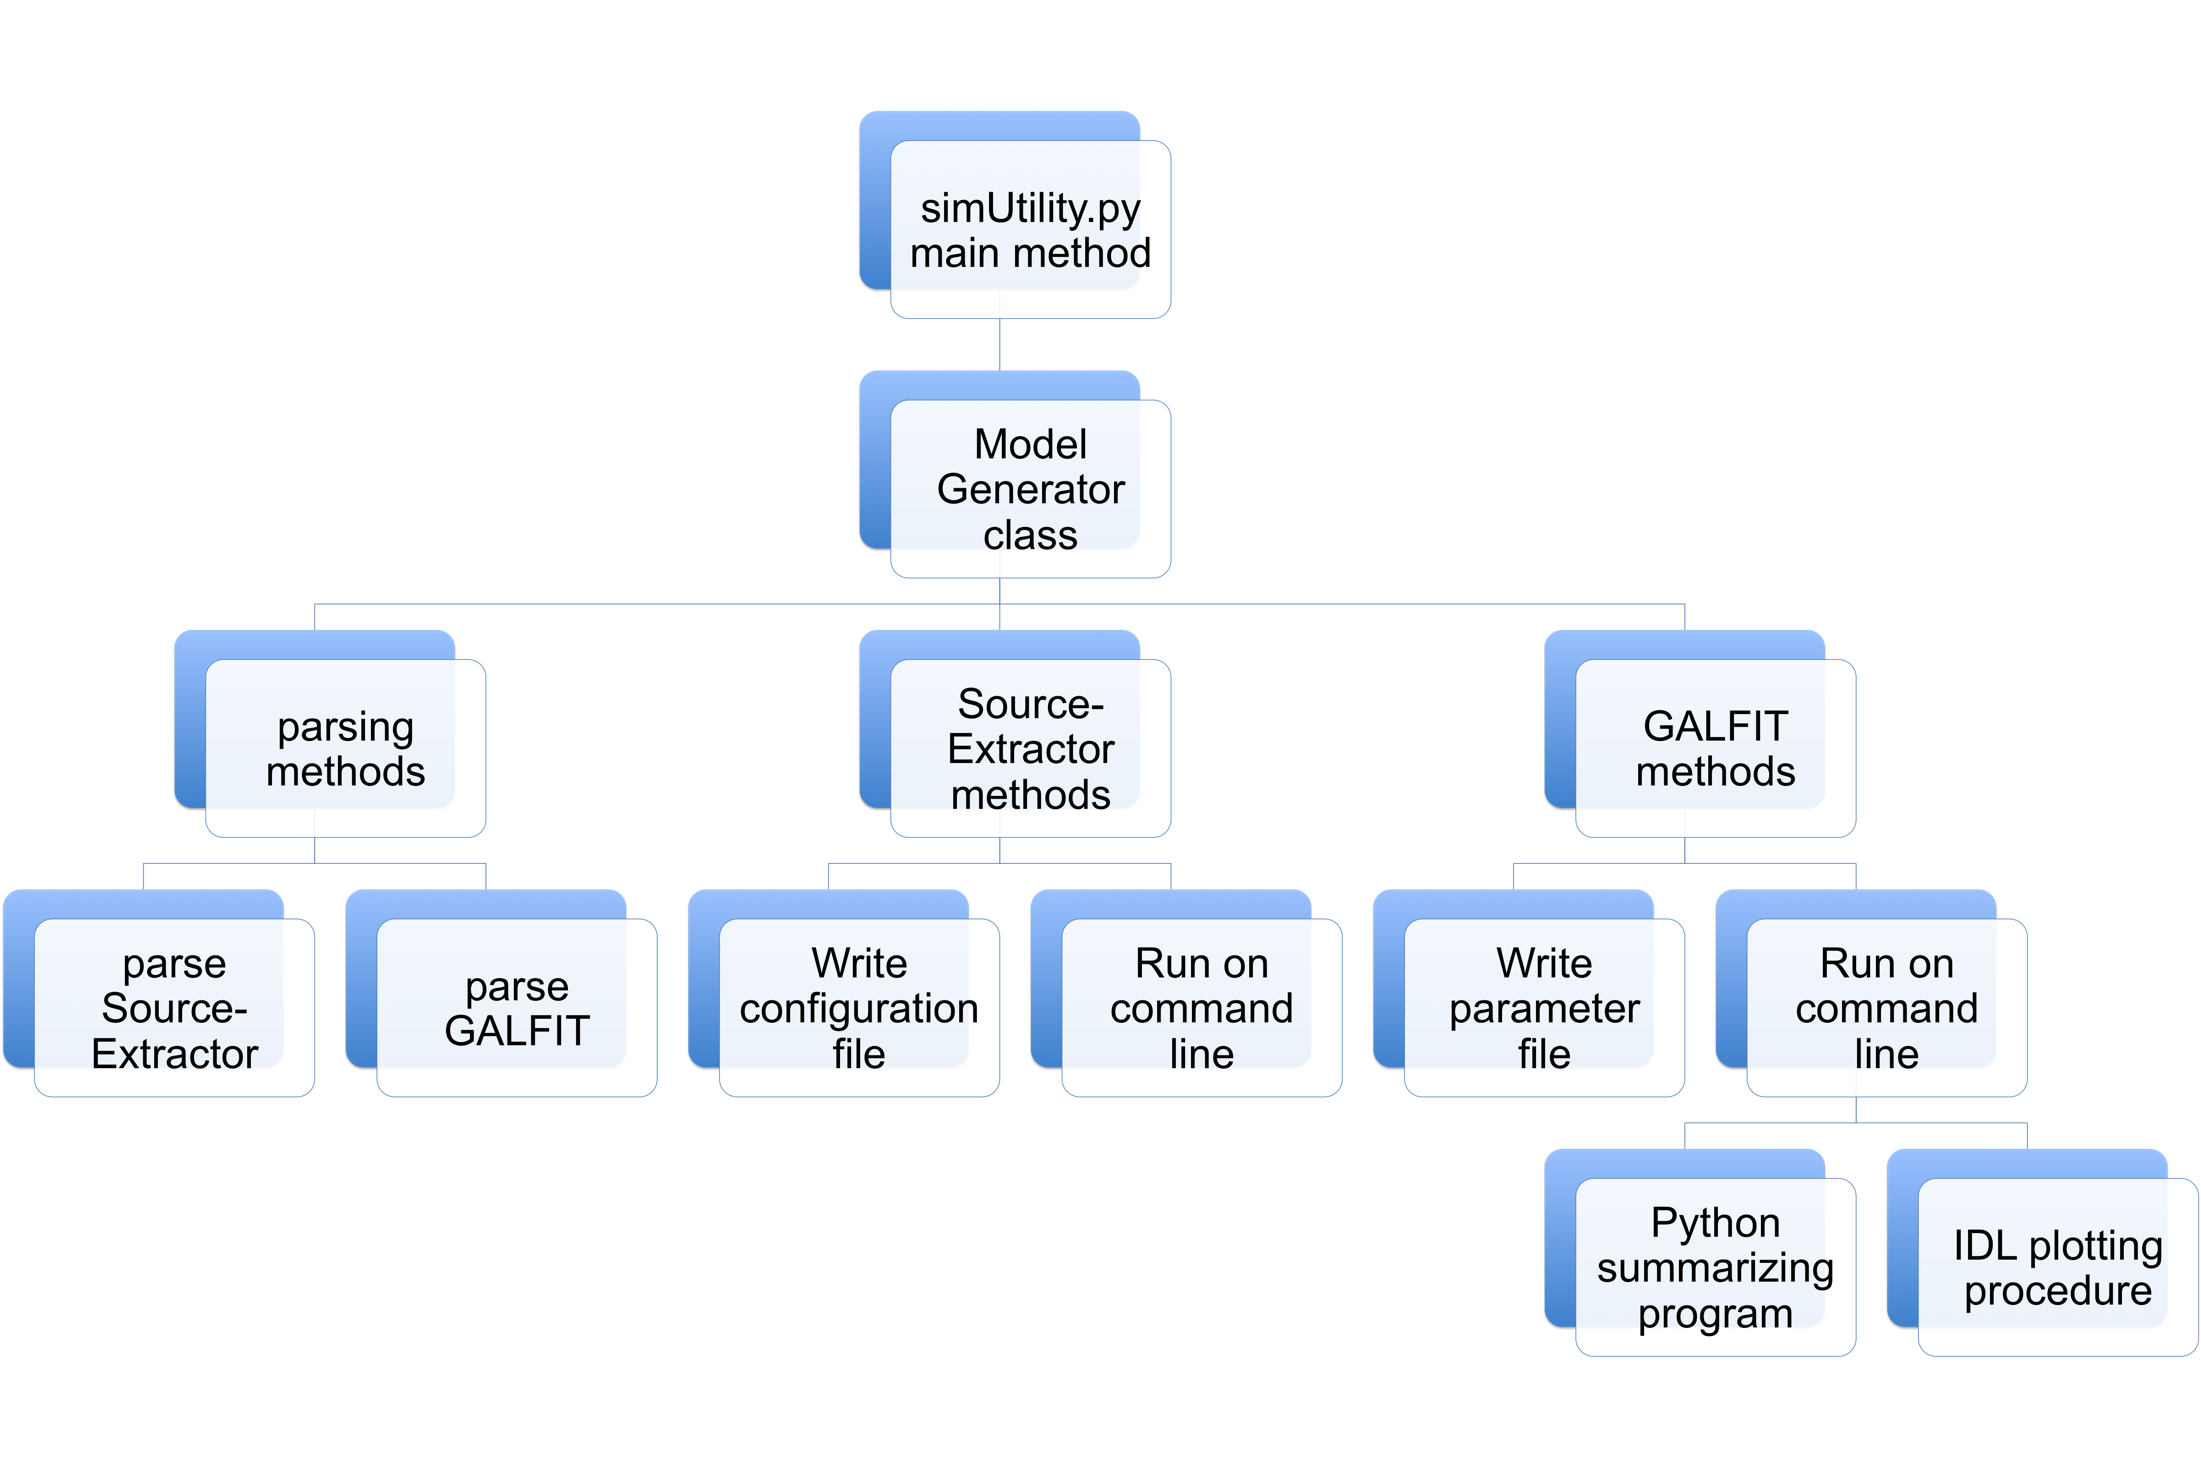 simUtility.py
main method
Model
Generator
class
parsing
methods
Source-
Extractor
methods
GALFIT
methods
parse
Source-
Extractor
parse
GALFIT
Write
configuration
file
Run on
command
line
Write
parameter
file
Run on
command
line
Python
summarizing
program
IDL plotting
procedure